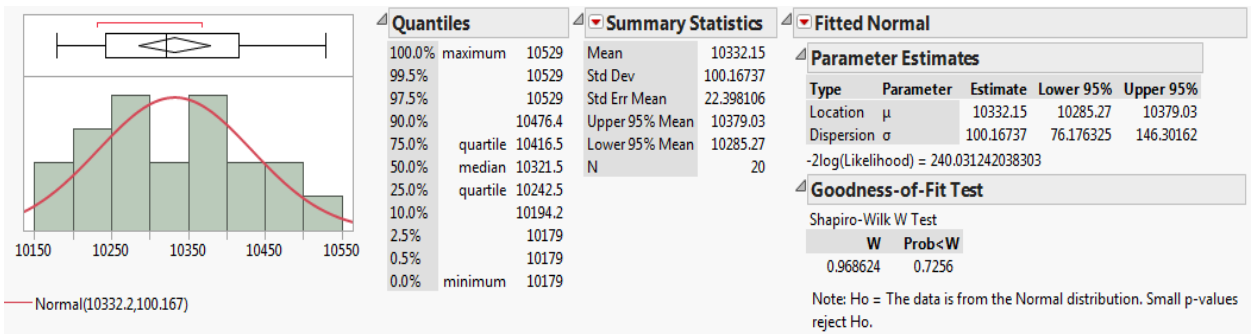 10150 10250 10350 10450 10550
Normal(10332.2,100.167)
Quantiles
100.0% maximum 10529
99.5% 10529
97.5% 10529
90.0% 10476.4
75.0% quartile 10416.5
50.0% median 10321.5
25.0% quartile 10242.5
10.0% 10194.2
2.5% 10179
0.5% 10179
0.0% minimum 10179
Summary Statistics
Mean 10332.15
Std Dev 100.16737
Std Err Mean 22.398106
Upper 95% Mean 10379.03
Lower 95% Mean 10285.27
N 20
Fitted Normal
Parameter Estimates
Type Parameter Estimate Lower 95% Upper 95%
Location μ 10332.15 10285.27 10379.03
Dispersion σ 100.16737 76.176325 146.30162
-2log(Likelihood) = 240.031242038303
Goodness-of-Fit Test
Shapiro-Wilk W Test
W Prob<W
0.968624 0.7256
Note: Ho = The data is from the Normal distribution. Small p-values
reject Ho.